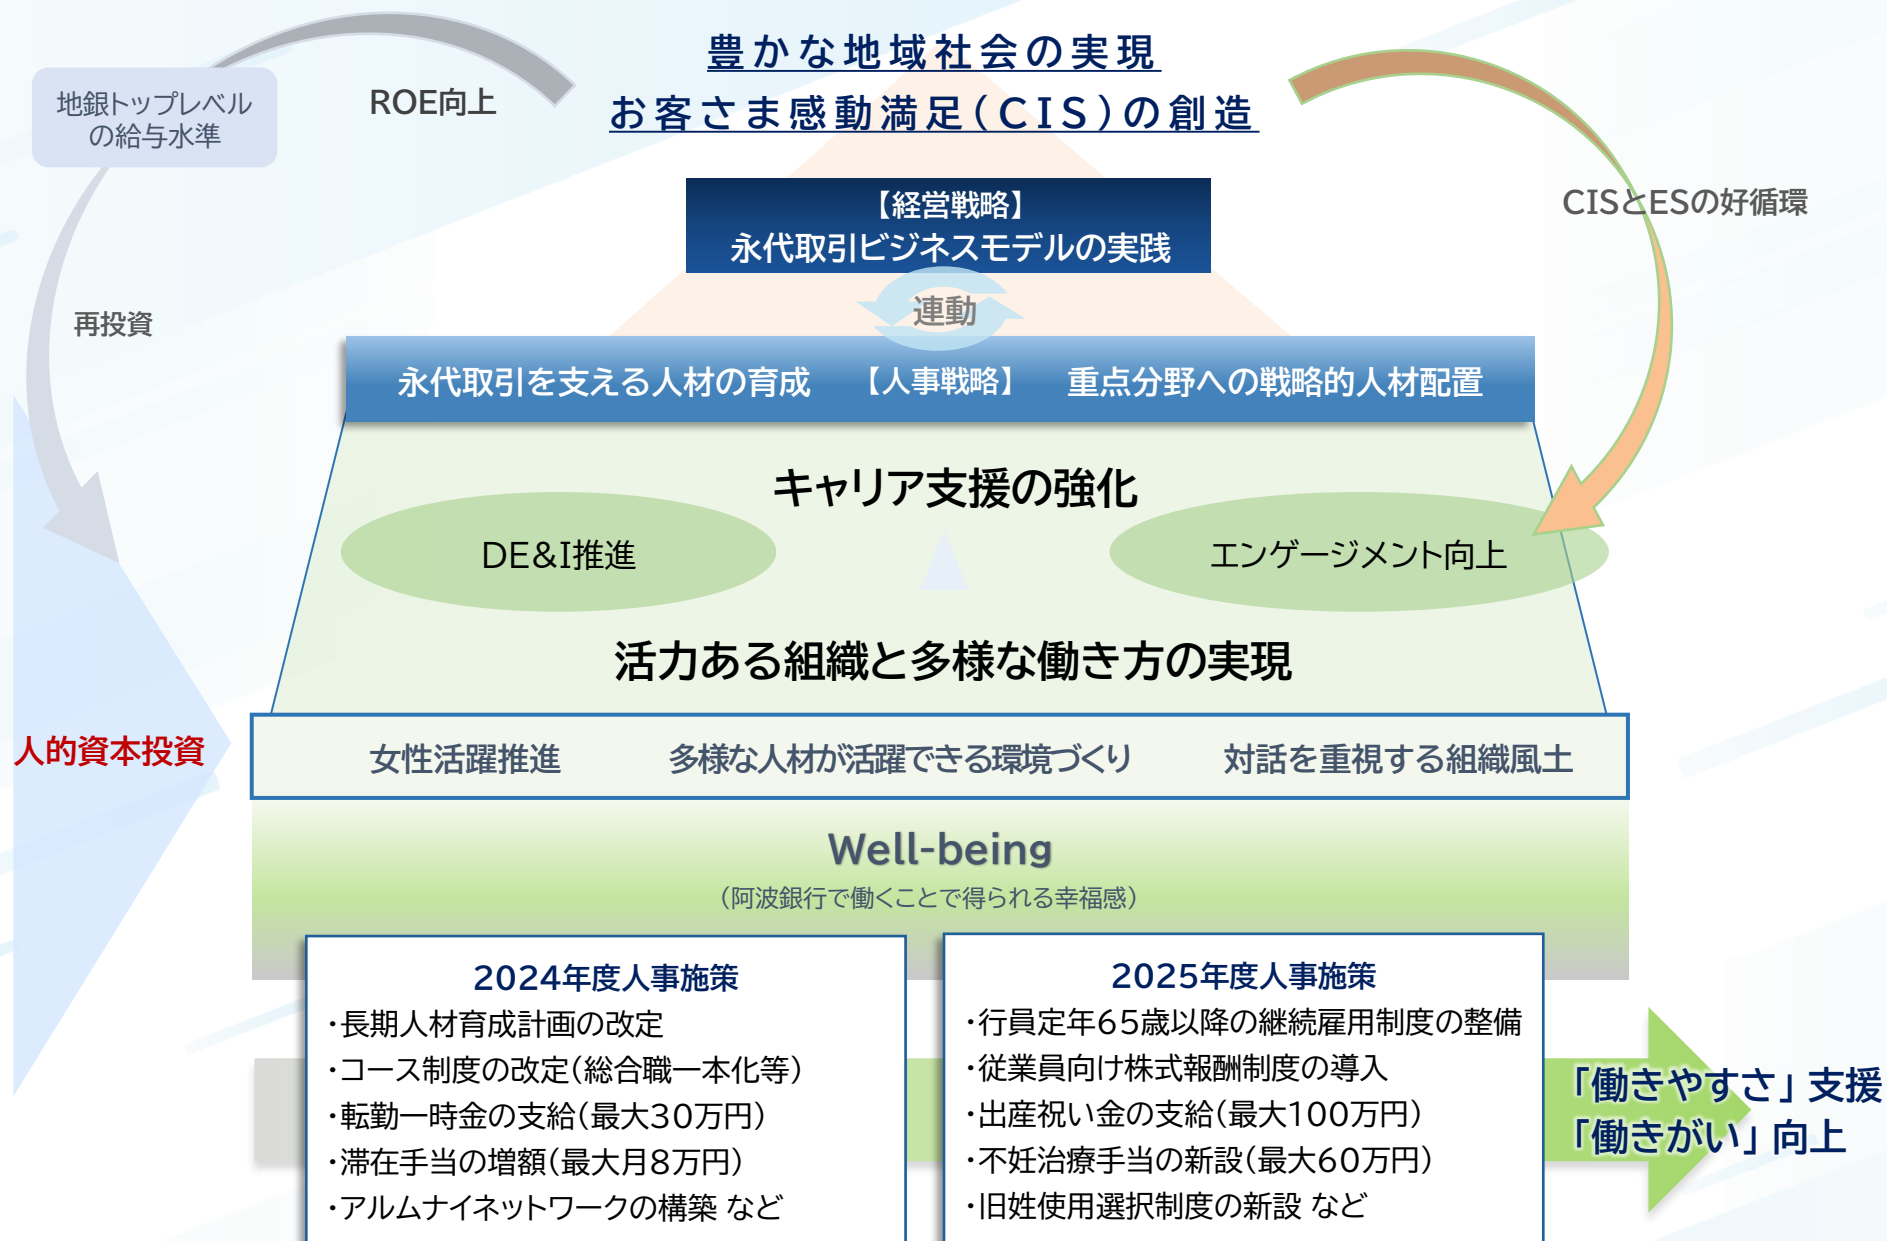 豊かな地域社会の実現
お客さま感動満足(CIS)の創造
地銀トップレベル
の給与水準
ROE向上
再投資
CISとESの好循環
【経営戦略】
永代取引ビジネスモデルの実践
連動
永代取引を支える人材の育成 【人事戦略】 重点分野への戦略的人材配置
キャリア支援の強化
DE&I推進 エンゲージメント向上
活力ある組織と多様な働き方の実現
人的資本投資
女性活躍推進 多様な人材が活躍できる環境づくり 対話を重視する組織風土
Well-being
(阿波銀行で働くことで得られる幸福感)
2024年度人事施策
・長期人材育成計画の改定
・コース制度の改定(総合職一本化等)
・転勤一時金の支給(最大30万円)
・滞在手当の増額(最大月8万円)
・アルムナイネットワークの構築 など
2025年度人事施策
・行員定年65歳以降の継続雇用制度の整備
・従業員向け株式報酬制度の導入
・出産祝い金の支給(最大100万円)
・不妊治療手当の新設(最大60万円)
・旧姓使用選択制度の新設 など
「働きやすさ」支援
「働きがい」向上